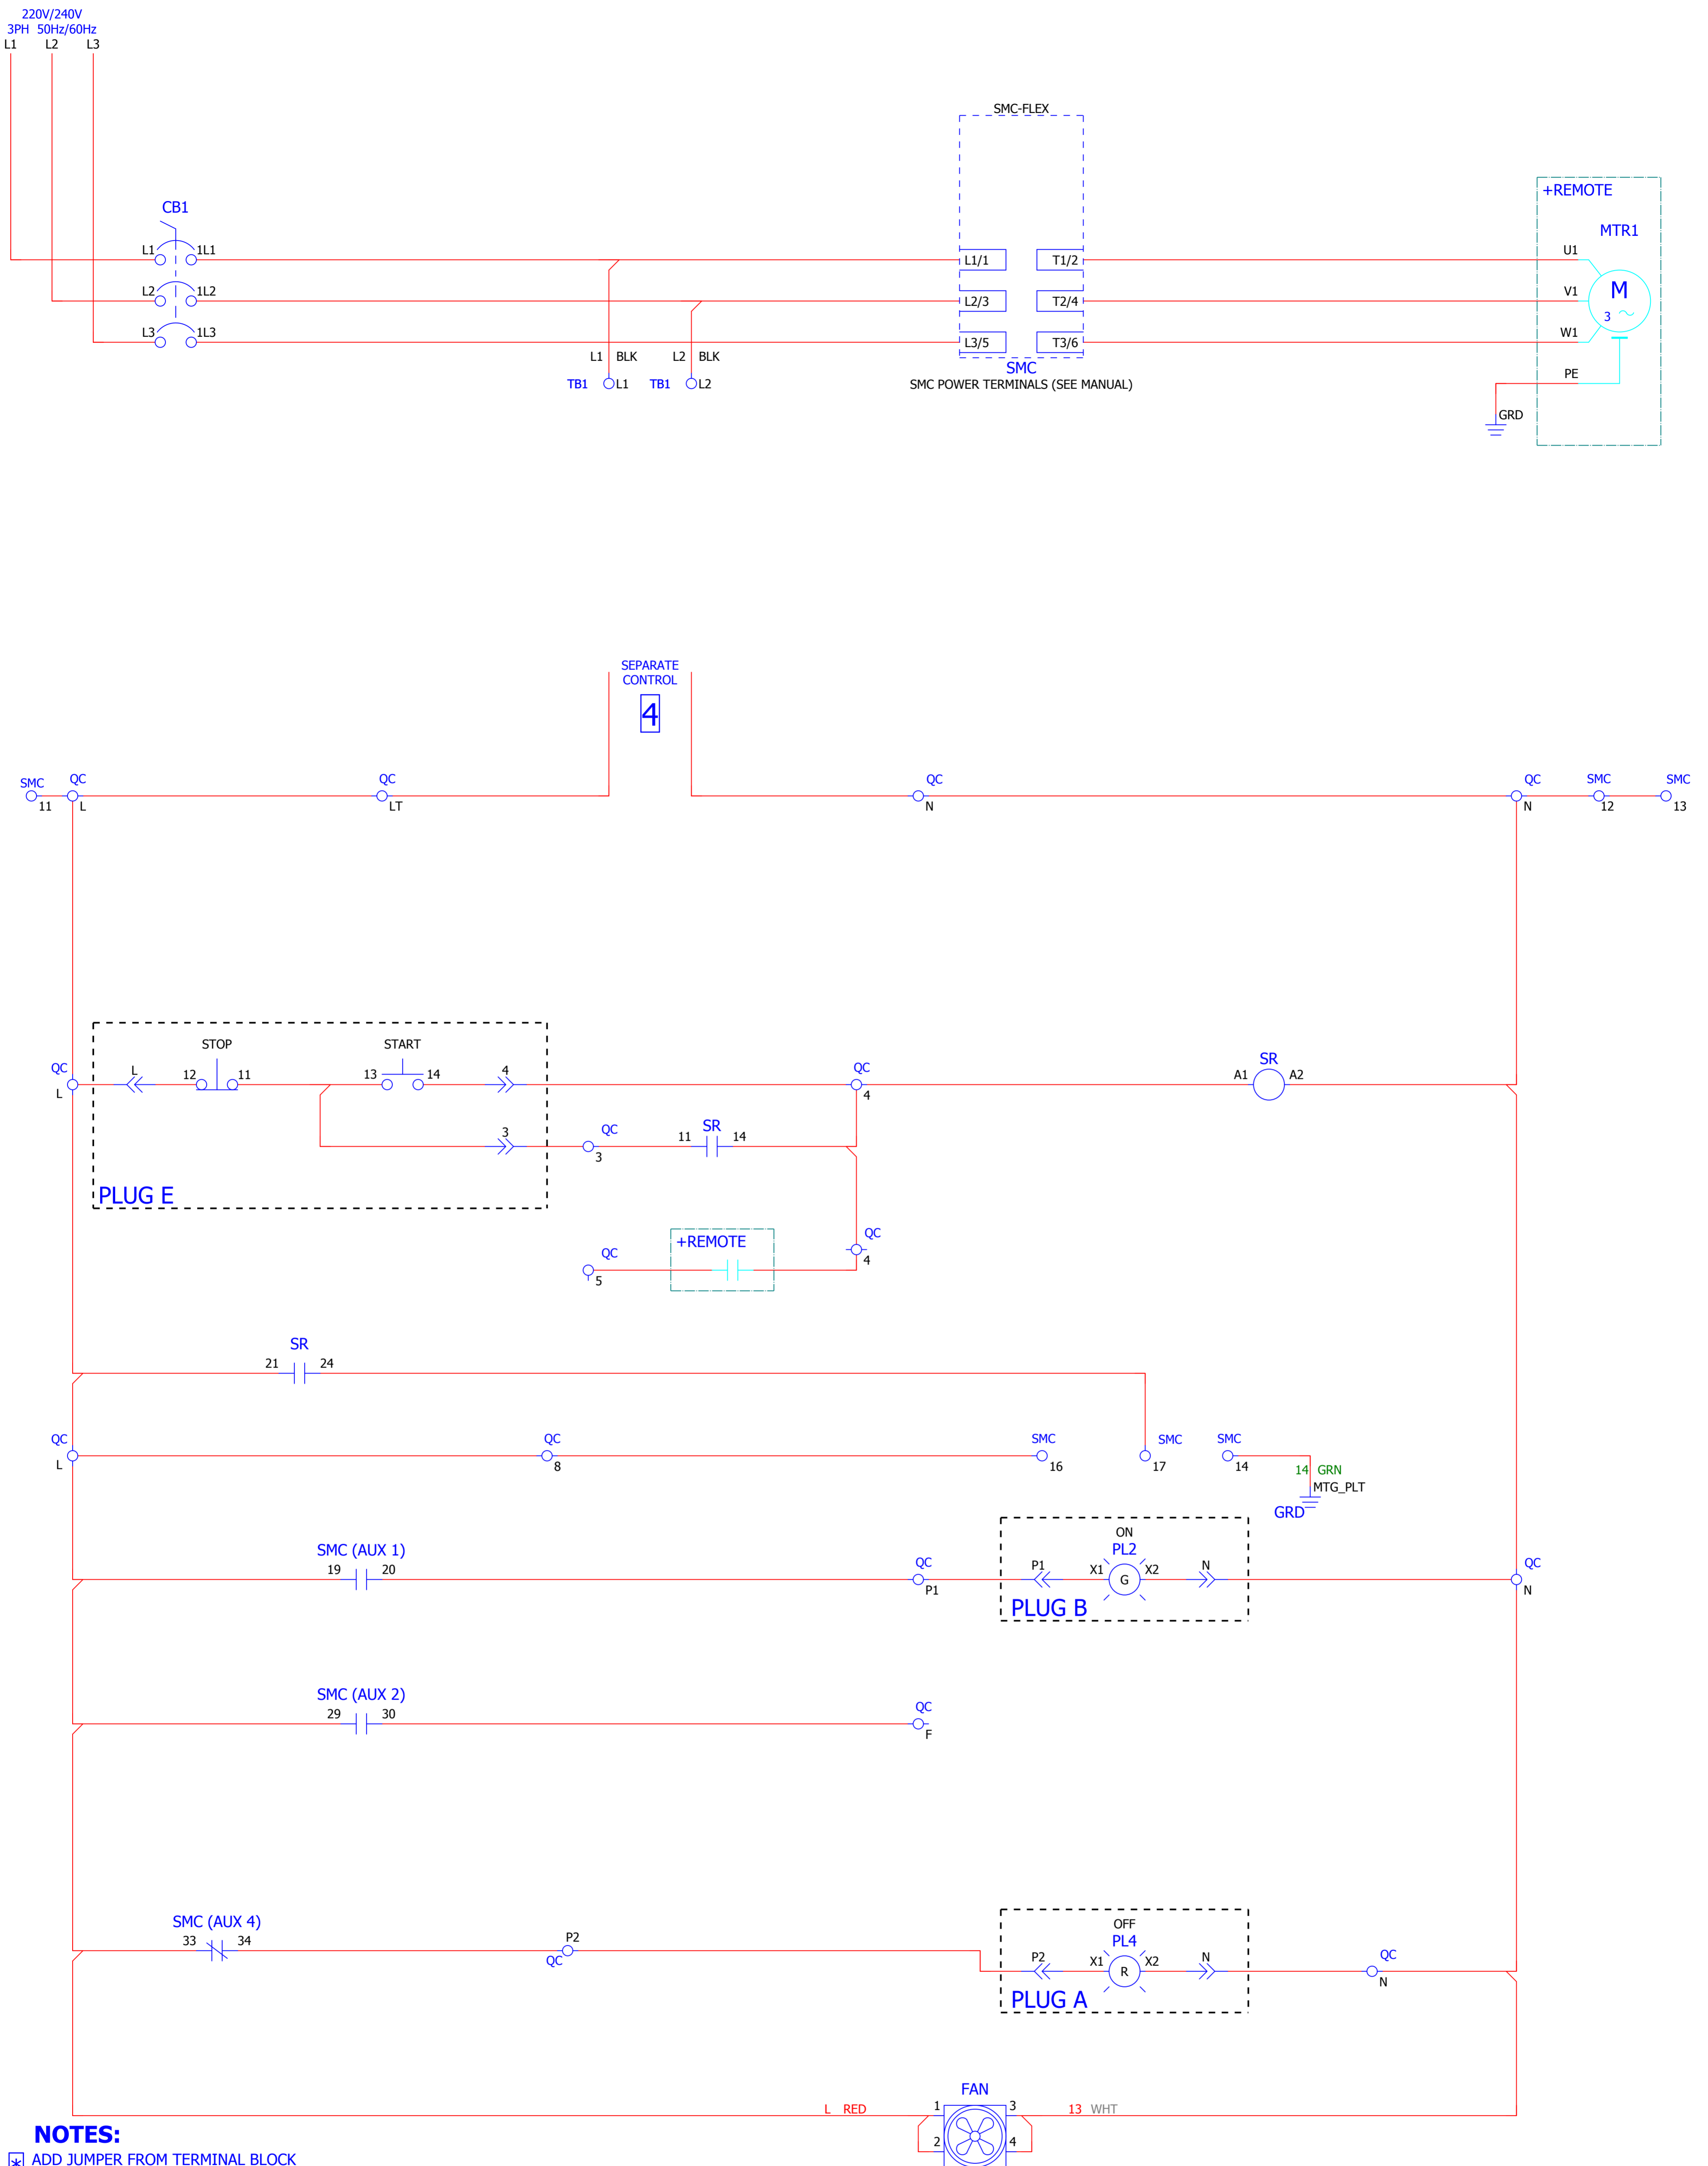 220V/240V
3PH 50Hz/60Hz
L1 L2 L3
SMC-FLEX
+REMOTE
CB1
MTR1
L1 1L1
L1/1 T1/2
U1
L2 1L2
L2/3 T2/4
V1
M
3
L3 1L3
L3/5 T3/6
W1
L1 BLK L2 BLK
SMC
PE
TB1 L1 TB1 L2
SMC POWER TERMINALS (SEE MANUAL)
GRD
SEPARATE
CONTROL
4
SMC QC QC QC QC SMC SMC
11 L LT N N 12 13
STOP START
QC L 12 11 13 14 4 QC SR
A1 A2
L 4
3 QC 11 SR 14
3
PLUG E
+REMOTE
QC QC
5 4
SR
21 24
QC QC SMC SMC SMC
L 8 16 17 14
14 GRN
MTG_PLT
GRD
ON
SMC (AUX 1)
PL2
19 20 QC P1 X1 G X2 N QC
P1 N
PLUG B
SMC (AUX 2)
29 30 QC
F
OFF
SMC (AUX 4)
PL4
33 34 P2
QC
P2 X1 R X2 N QC
N
PLUG A
FAN
L RED 1 3 13 WHT
2 4
NOTES:
* ADD JUMPER FROM TERMINAL BLOCK